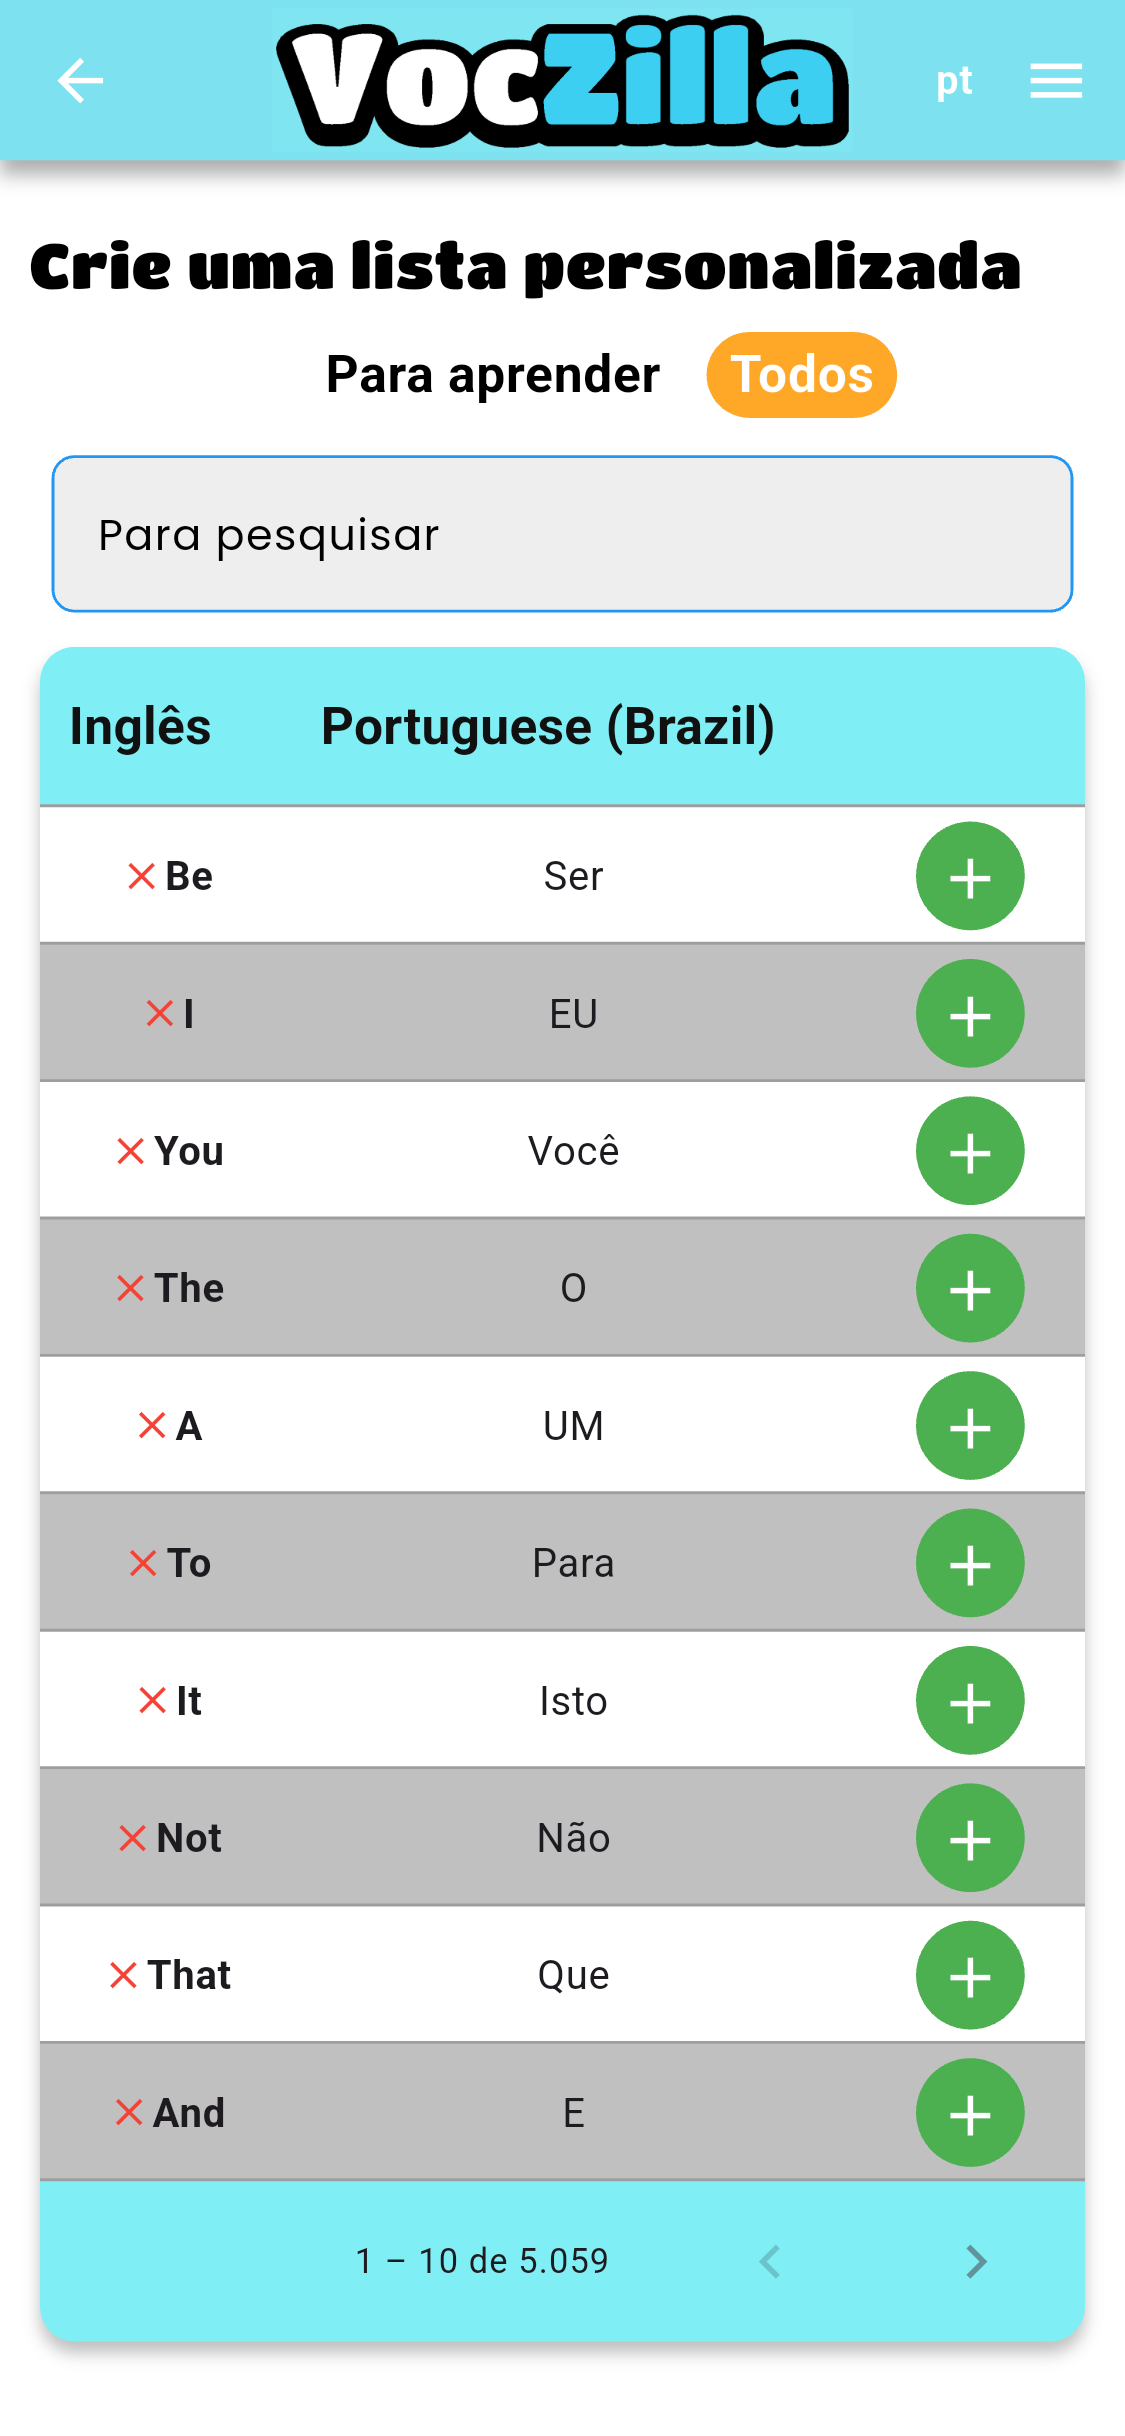 VocZilla
pt
Crie uma lista personalizada
Para aprender Todos
Para pesquisar
Inglês Portuguese (Brazil)
Be Ser
I EU
You Você
The O
A UM
To Para
It Isto
Not Não
That Que
And E
1 – 10 de 5.059